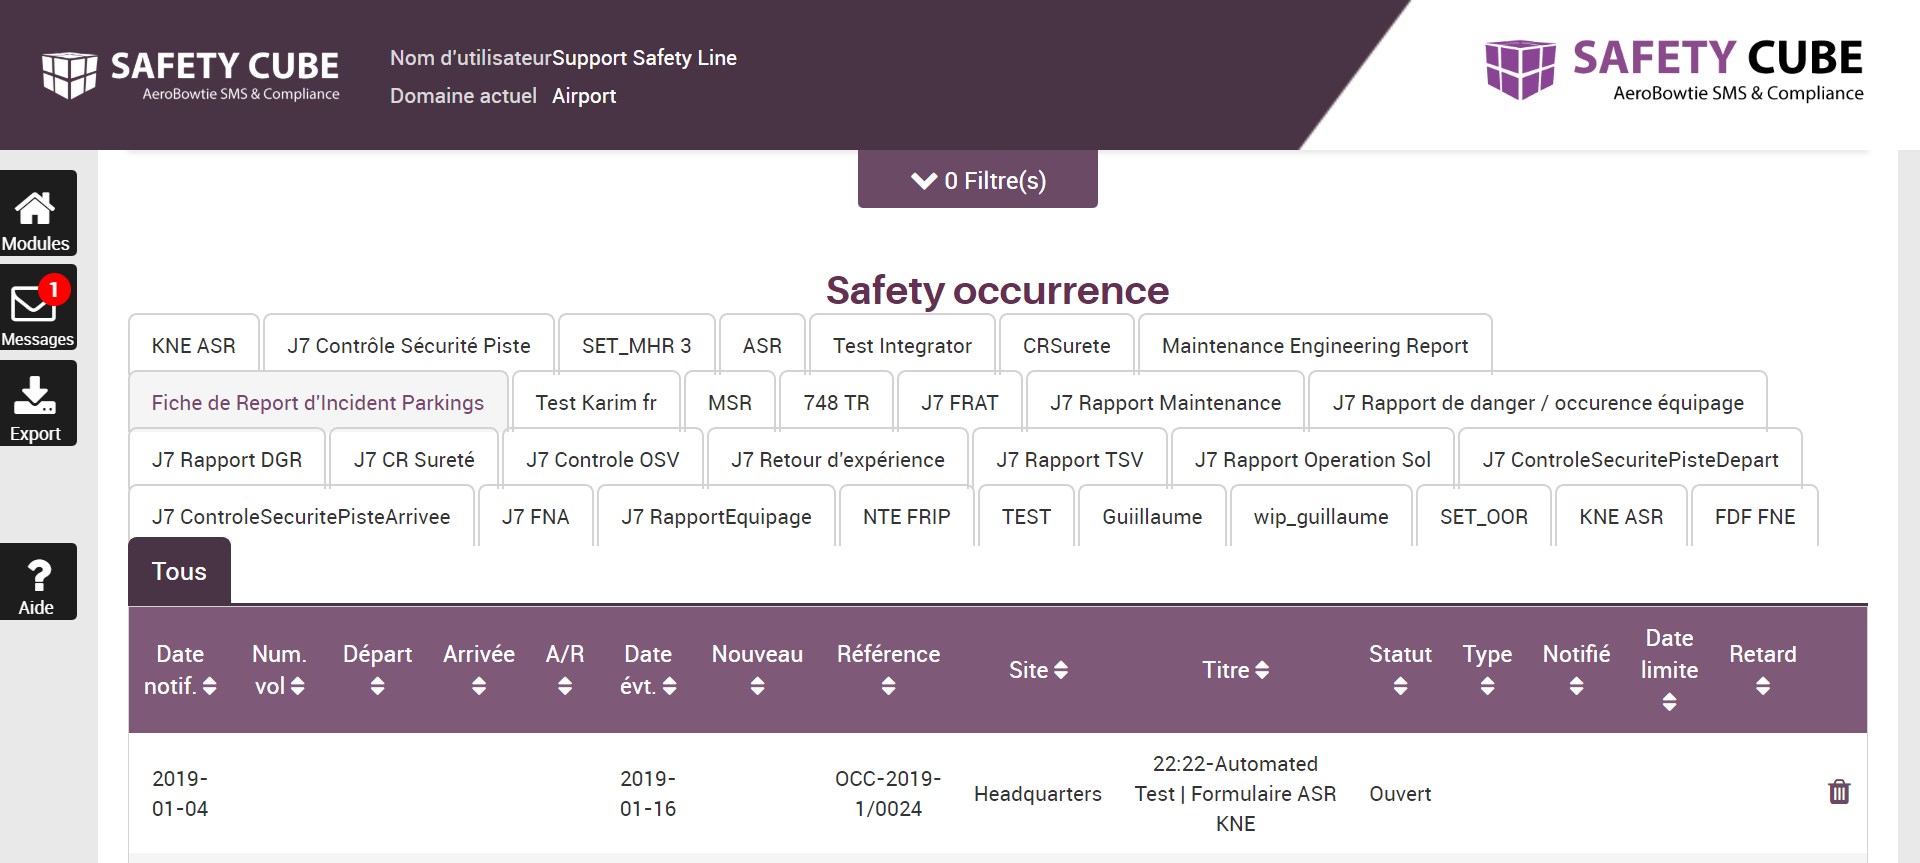 SAFETY CUBE
AeroBowtie SMS & Compliance
Nom d'utilisateur Support Safety Line
Domaine actuel Airport
SAFETY CUBE
AeroBowtie SMS & Compliance
Modules
1
Messages
Export
Aide
0 Filtre(s)
Safety occurrence
KNE ASR J7 Contrôle Sécurité Piste SET_MHR 3 ASR Test Integrator CRSurete Maintenance Engineering Report
Fiche de Report d'Incident Parkings Test Karim fr MSR 748 TR J7 FRAT J7 Rapport Maintenance J7 Rapport de danger / occurence équipage
J7 Rapport DGR J7 CR Sureté J7 Controle OSV J7 Retour d'expérience J7 Rapport TSV J7 Rapport Operation Sol J7 ControleSecuritePisteDepart
J7 ControleSecuritePisteArrivee J7 FNA J7 RapportEquipage NTE FRIP TEST Guiillaume wip_guillaume SET_OOR KNE ASR FDF FNE
Tous
Date notif. Num. vol Départ Arrivée A/R Date évt. Nouveau Référence Site Titre Statut Type Notifié Date limite Retard
2019-01-04 2019-01-16 OCC-2019-1/0024 Headquarters 22:22-Automated Test | Formulaire ASR KNE Ouvert